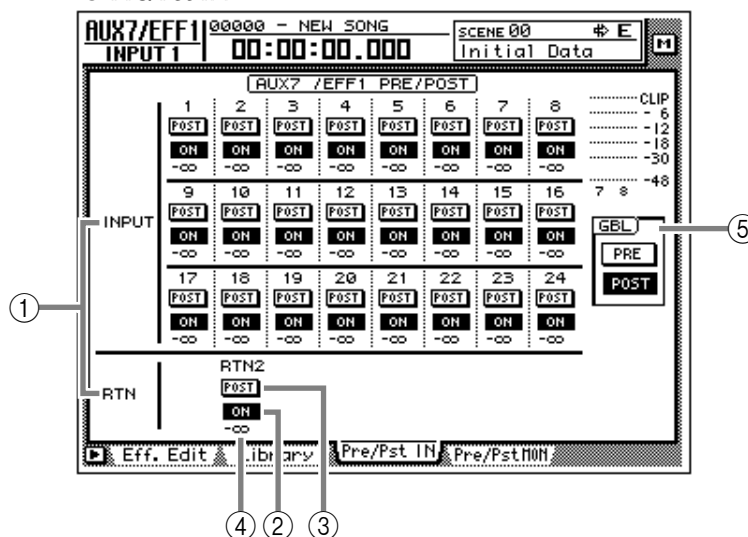 AUX7/EFF1 00000 - NEW SONG SCENE 00 E
INPUT 1 00:00:00.000 Initial Data M
AUX7 /EFF1 PRE/POST
1 2 3 4 5 6 7 8 CLIP
POST POST POST POST POST POST POST POST - 6
-12
ON ON ON ON ON ON ON ON -18
-∞ -∞ -∞ -∞ -∞ -∞ -∞ -∞ -30
-48
9 10 11 12 13 14 15 16 7 8
POST POST POST POST POST POST POST POST
INPUT GBL ⑤
ON ON ON ON ON ON ON ON
-∞ -∞ -∞ -∞ -∞ -∞ -∞ -∞ PRE
17 18 19 20 21 22 23 24 POST
POST POST POST POST POST POST POST POST
①
ON ON ON ON ON ON ON ON
-∞ -∞ -∞ -∞ -∞ -∞ -∞ -∞
RTN2
RTN POST
ON
-∞
Eff. Edit Library Pre/Pst IN Pre/PstMON
④ ② ③